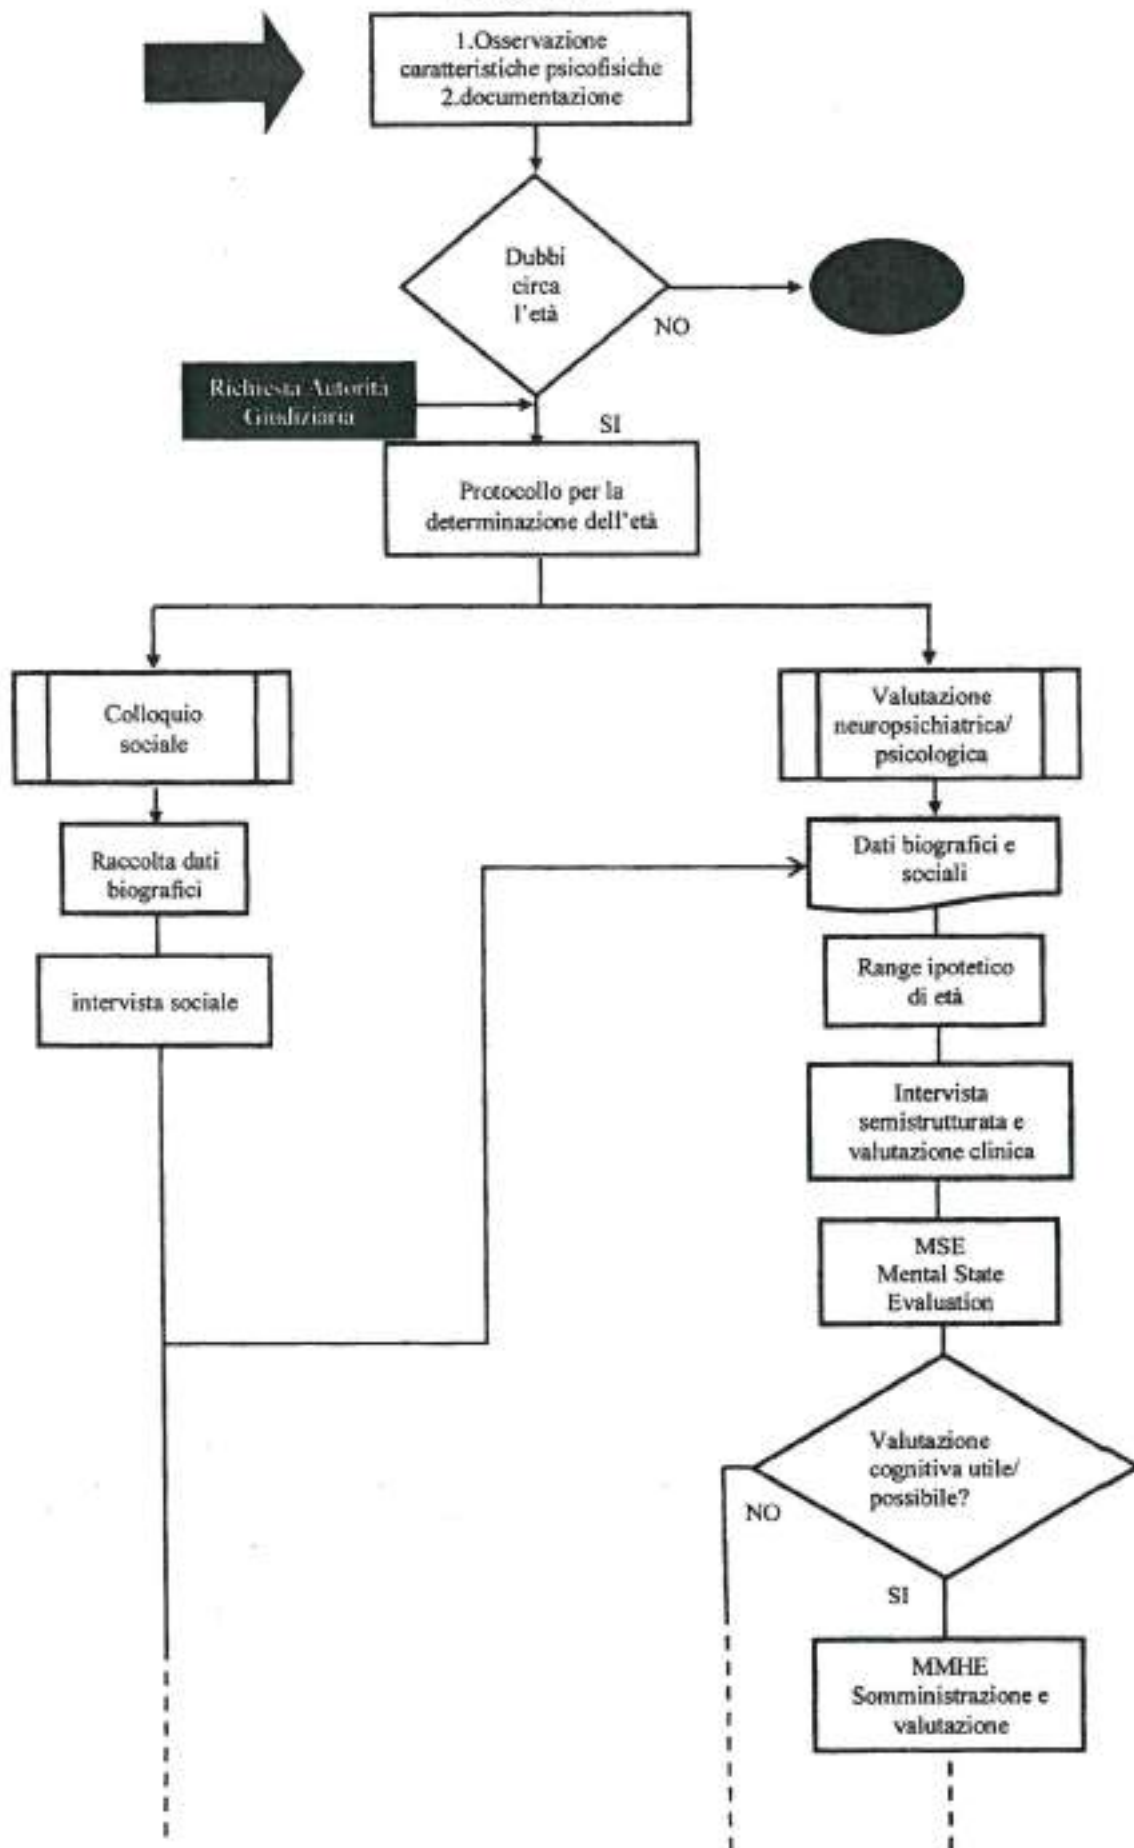 1.Osservazione
caratteristiche psicofisiche
2.documentazione
Dubbi
circa
l'età
NO
Richiesta Autorità
Giudiziaria
SI
Protocollo per la
determinazione dell'età
Colloquio
sociale
Valutazione
neuropsichiatrica/
psicologica
Raccolta dati
biografici
Dati biografici e
sociali
intervista sociale
Range ipotetico
di età
Intervista
semistrutturata e
valutazione clinica
MSE
Mental State
Evaluation
Valutazione
cognitiva utile/
possibile?
NO
SI
MMHE
Somministrazione e
valutazione